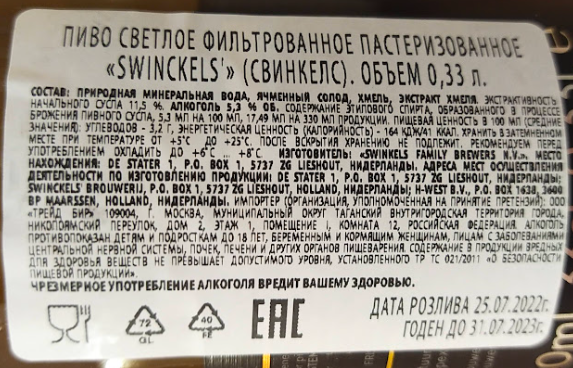 ПИВО СВЕТЛОЕ ФИЛЬТРОВАННОЕ ПАСТЕРИЗОВАННОЕ
«SWINCKELS'» (СВИНКЕЛС). ОБЪЕМ 0,33 л.
СОСТАВ: ПРИРОДНАЯ МИНЕРАЛЬНАЯ ВОДА, ЯЧМЕННЫЙ СОЛОД, ХМЕЛЬ, ЭКСТРАКТ ХМЕЛЯ. ЭКСТРАКТИВНОСТЬ
НАЧАЛЬНОГО СУСЛА 11,5 %. АЛКОГОЛЬ 5,3 % ОБ. СОДЕРЖАНИЕ ЭТИЛОВОГО СПИРТА, ОБРАЗОВАННОГО В ПРОЦЕССЕ
БРОЖЕНИЯ ПИВНОГО СУСЛА, 5,3 МЛ НА 100 МЛ, 17,49 МЛ НА 330 МЛ ПРОДУКЦИИ. ПИЩЕВАЯ ЦЕННОСТЬ В 100 МЛ (СРЕДНИЕ
ЗНАЧЕНИЯ): УГЛЕВОДОВ - 3,2 Г, ЭНЕРГЕТИЧЕСКАЯ ЦЕННОСТЬ (КАЛОРИЙНОСТЬ) - 164 КДЖ/41 ККАЛ. ХРАНИТЬ В ЗАТЕМНЕННОМ
МЕСТЕ ПРИ ТЕМПЕРАТУРЕ ОТ +5°С ДО +25°С. ПОСЛЕ ВСКРЫТИЯ ХРАНЕНИЮ НЕ ПОДЛЕЖИТ. РЕКОМЕНДУЕМ ПЕРЕД
УПОТРЕБЛЕНИЕМ ОХЛАДИТЬ ДО +6°С .. +8°С. ИЗГОТОВИТЕЛЬ: «SWINKELS FAMILY BREWERS N.V.». МЕСТО
НАХОЖДЕНИЯ: DE STATER 1, P.O. BOX 1, 5737 ZG LIESHOUT НИДЕРЛАНДЫ. АДРЕСА МЕСТ ОСУЩЕСТВЛЕНИЯ
ДЕЯТЕЛЬНОСТИ ПО ИЗГОТОВЛЕНИЮ ПРОДУКЦИИ: DE STATER 1, P.O. BOX 1, 5737 ZG LIESHOUT, НИДЕРЛАНДЫ;
SWINCKELS' BROUWERIJ, P.O. BOX 1, 5737 ZG LIESHOUT, HOLLAND, НИДЕРЛАНДЫ; H-WEST B.V., P.O. BOX 1638, 3600
BP MAARSSEN, HOLLAND, НИДЕРЛАНДЫ. ИМПОРТЕР (ОРГАНИЗАЦИЯ, УПОЛНОМОЧЕННАЯ НА ПРИНЯТИЕ ПРЕТЕНЗИЙ): ООО
«ТРЕЙД БИР» 109004, Г. МОСКВА, МУНИЦИПАЛЬНЫЙ ОКРУГ ТАГАНСКИЙ ВНУТРИГОРОДСКАЯ ТЕРРИТОРИЯ ГОРОДА,
НИКОЛОЯМСКИЙ ПЕРЕУЛОК, ДОМ 2, ЭТАЖ 1, ПОМЕЩЕНИЕ I, КОМНАТА 12, РОССИЙСКАЯ ФЕДЕРАЦИЯ. АЛКОГОЛЬ
ПРОТИВОПОКАЗАН ДЕТЯМ И ПОДРОСТКАМ ДО 18 ЛЕТ, БЕРЕМЕННЫМ И КОРМЯЩИМ ЖЕНЩИНАМ, ЛИЦАМ С ЗАБОЛЕВАНИЯМИ
ЦЕНТРАЛЬНОЙ НЕРВНОЙ СИСТЕМЫ, ПОЧЕК, ПЕЧЕНИ И ДРУГИХ ОРГАНОВ ПИЩЕВАРЕНИЯ. СОДЕРЖАНИЕ В ПРОДУКЦИИ ВРЕДНЫХ
ДЛЯ ЗДОРОВЬЯ ВЕЩЕСТВ НЕ ПРЕВЫШАЕТ ДОПУСТИМОГО УРОВНЯ, УСТАНОВЛЕННОГО ТР ТС 021/2011 «О БЕЗОПАСНОСТИ
ПИЩЕВОЙ ПРОДУКЦИИ».
ЧРЕЗМЕРНОЕ УПОТРЕБЛЕНИЕ АЛКОГОЛЯ ВРЕДИТ ВАШЕМУ ЗДОРОВЬЮ.
72
GL
40
FE
EAC
ДАТА РОЗЛИВА 25.07.2022г.
ГОДЕН ДО 31.07.2023г.